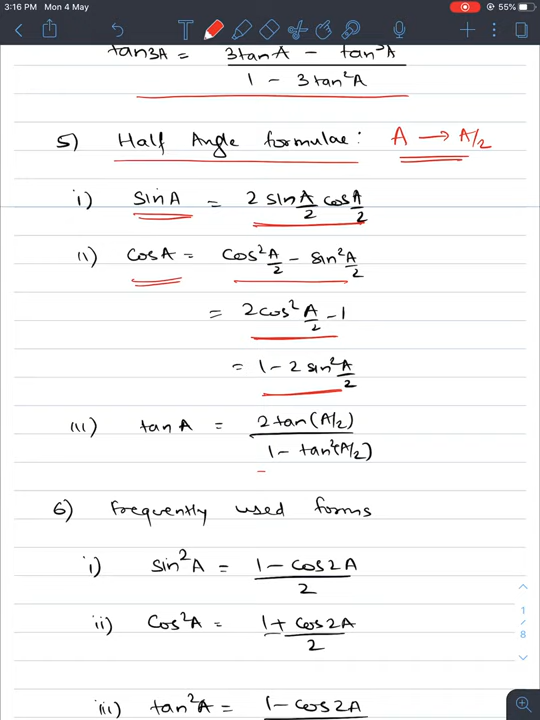 3:16 PM Mon 4 May
55%
tan3A = 3tanA - tan³A / 1 - 3tan²A
5) Half Angle formulae: A → A/2
i) sinA = 2 sin A/2 cos A/2
ii) cosA = cos² A/2 - sin² A/2
= 2cos² A/2 - 1
= 1 - 2 sin² A/2
iii) tanA = 2tan(A/2) / 1 - tan²(A/2)
6) Frequently used forms
i) sin²A = 1 - cos2A / 2
ii) cos²A = 1 + cos2A / 2
iii) tan²A = 1 - cos2A
1 / 8